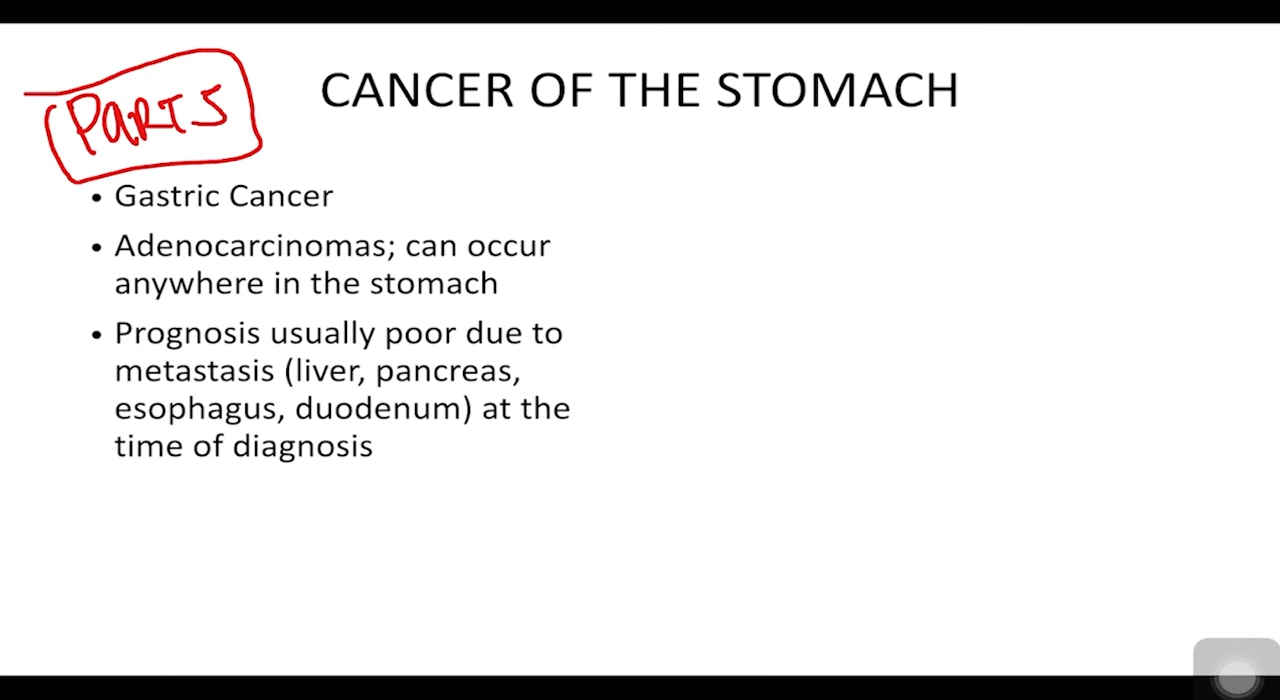 PART 5
CANCER OF THE STOMACH
• Gastric Cancer
• Adenocarcinomas; can occur
anywhere in the stomach
• Prognosis usually poor due to
metastasis (liver, pancreas,
esophagus, duodenum) at the
time of diagnosis